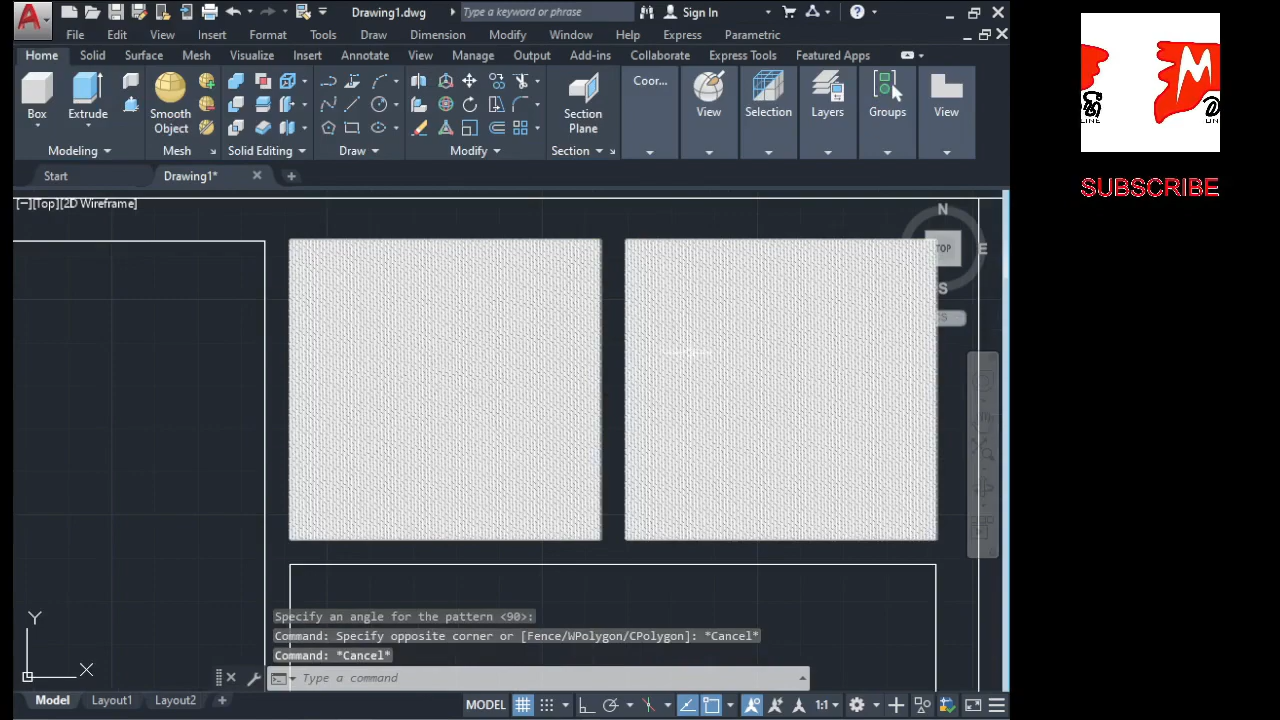 Drawing1.dwg
Type a keyword or phrase
Sign In
File Edit View Insert Format Tools Draw Dimension Modify Window Help Express Parametric
Home Solid Surface Mesh Visualize Insert Annotate View Manage Output Add-ins Collaborate Express Tools Featured Apps
Box
Extrude
Smooth
Object
Section
Plane
Coor...
View
Selection
Layers
Groups
View
Modeling
Mesh
Solid Editing
Draw
Modify
Section
Start
Drawing1*
[−][Top][2D Wireframe]
N
TOP
E
S
CS
Y
X
Specify an angle for the pattern <90>:
Command: Specify opposite corner or [Fence/WPolygon/CPolygon]: *Cancel*
Command: *Cancel*
Type a command
Model Layout1 Layout2
MODEL
1:1
SUBSCRIBE